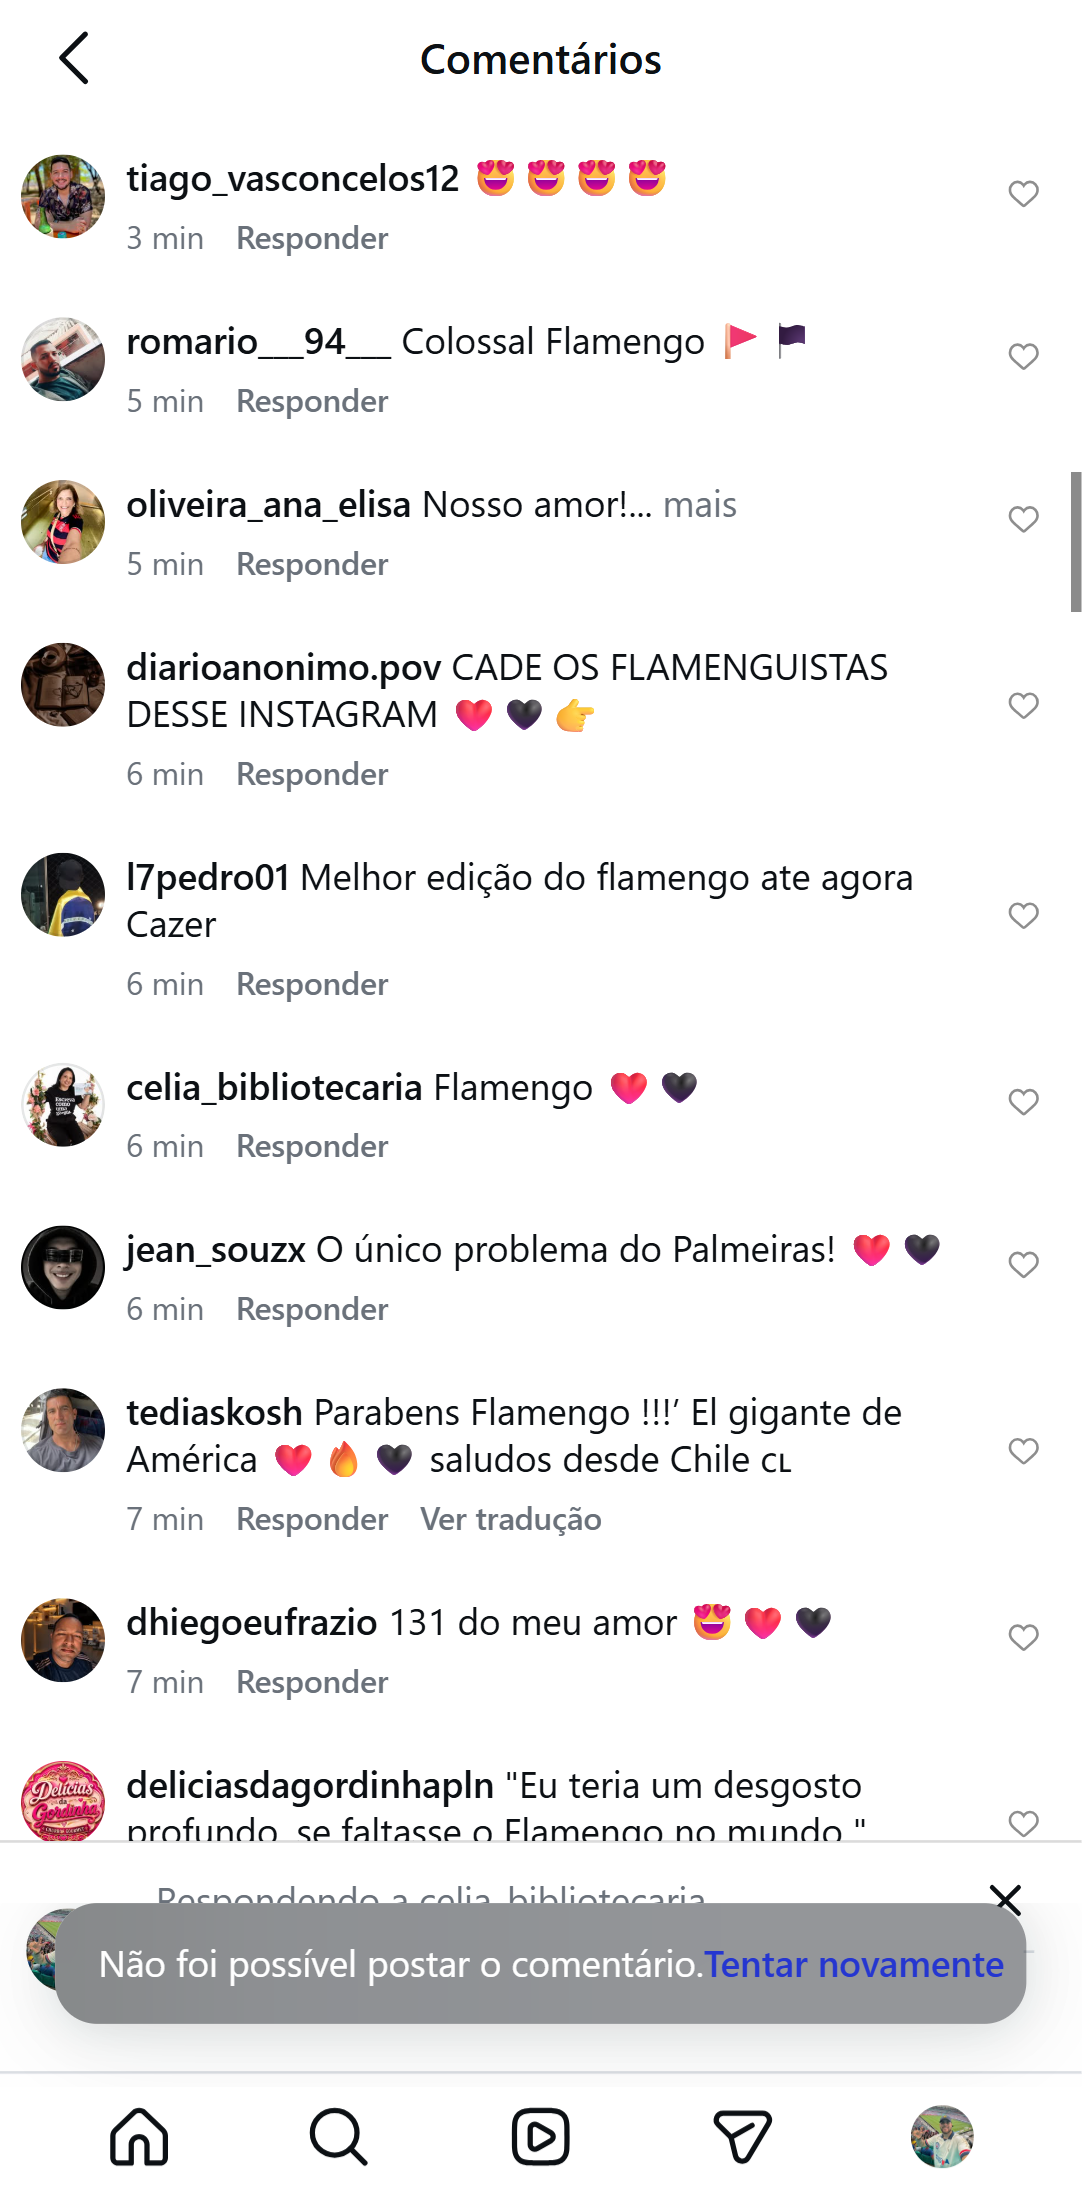 Comentários
tiago_vasconcelos12 😍😍😍😍
3 min Responder
romario___94___ Colossal Flamengo 🚩🏴
5 min Responder
oliveira_ana_elisa Nosso amor!... mais
5 min Responder
diarioanonimo.pov CADE OS FLAMENGUISTAS
DESSE INSTAGRAM ❤️🖤👉
6 min Responder
l7pedro01 Melhor edição do flamengo ate agora
Cazer
6 min Responder
celia_bibliotecaria Flamengo ❤️🖤
6 min Responder
jean_souzx O único problema do Palmeiras! ❤️🖤
6 min Responder
tediaskosh Parabens Flamengo !!!’ El gigante de
América ❤️🔥🖤 saludos desde Chile CL
7 min Responder Ver tradução
dhiegoeufrazio 131 do meu amor 😍❤️🖤
7 min Responder
deliciasdagordinhapln "Eu teria um desgosto
profundo, se faltasse o Flamengo no mundo."
Respondendo a celia_bibliotecaria
Não foi possível postar o comentário.Tentar novamente